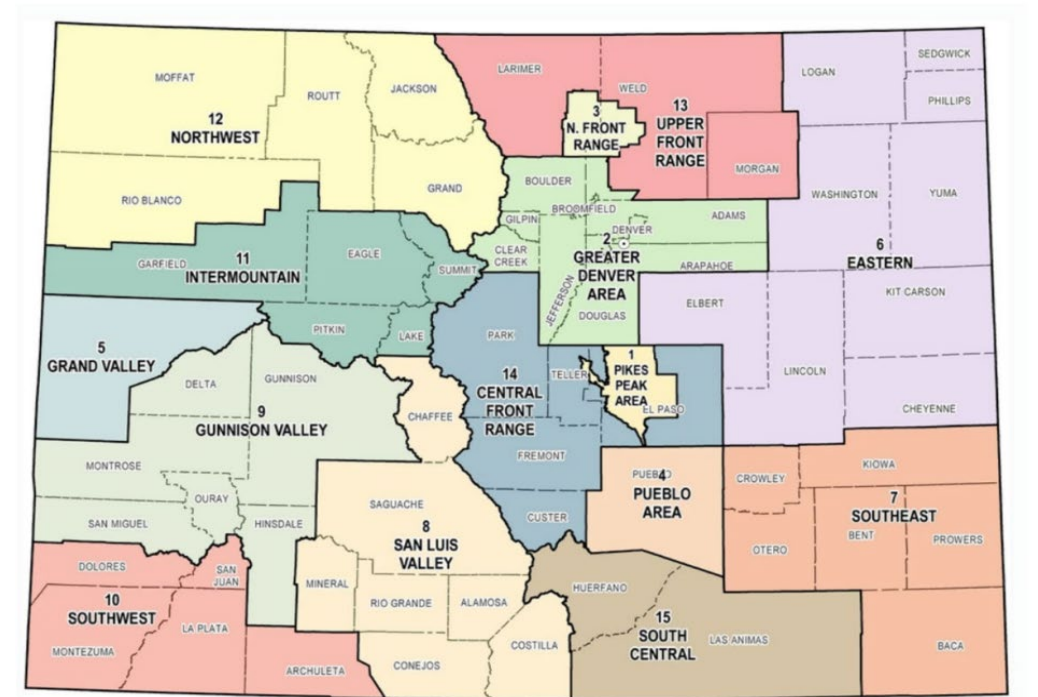 MOFFAT
ROUTT
JACKSON
12
NORTHWEST
RIO BLANCO
GRAND
LARIMER
WELD
3
N. FRONT
RANGE
13
UPPER
FRONT
RANGE
MORGAN
LOGAN
SEDGWICK
PHILLIPS
WASHINGTON
YUMA
6
EASTERN
KIT CARSON
ELBERT
LINCOLN
CHEYENNE
BOULDER
BROOMFIELD
GILPIN
ADAMS
DENVER
CLEAR
CREEK
2
GREATER
DENVER
AREA
ARAPAHOE
JEFFERSON
DOUGLAS
GARFIELD
11
INTERMOUNTAIN
EAGLE
SUMMIT
PITKIN
LAKE
5
GRAND VALLEY
DELTA
GUNNISON
9
GUNNISON VALLEY
MONTROSE
OURAY
SAN MIGUEL
HINSDALE
PARK
TELLER
14
CENTRAL
FRONT
RANGE
1
PIKES
PEAK
AREA
EL PASO
FREMONT
CUSTER
CHAFFEE
SAGUACHE
8
SAN LUIS
VALLEY
MINERAL
RIO GRANDE
ALAMOSA
CONEJOS
COSTILLA
PUEBLO
4
PUEBLO
AREA
CROWLEY
KIOWA
7
SOUTHEAST
OTERO
BENT
PROWERS
BACA
DOLORES
SAN
JUAN
10
SOUTHWEST
LA PLATA
MONTEZUMA
ARCHULETA
HUERFANO
15
SOUTH
CENTRAL
LAS ANIMAS